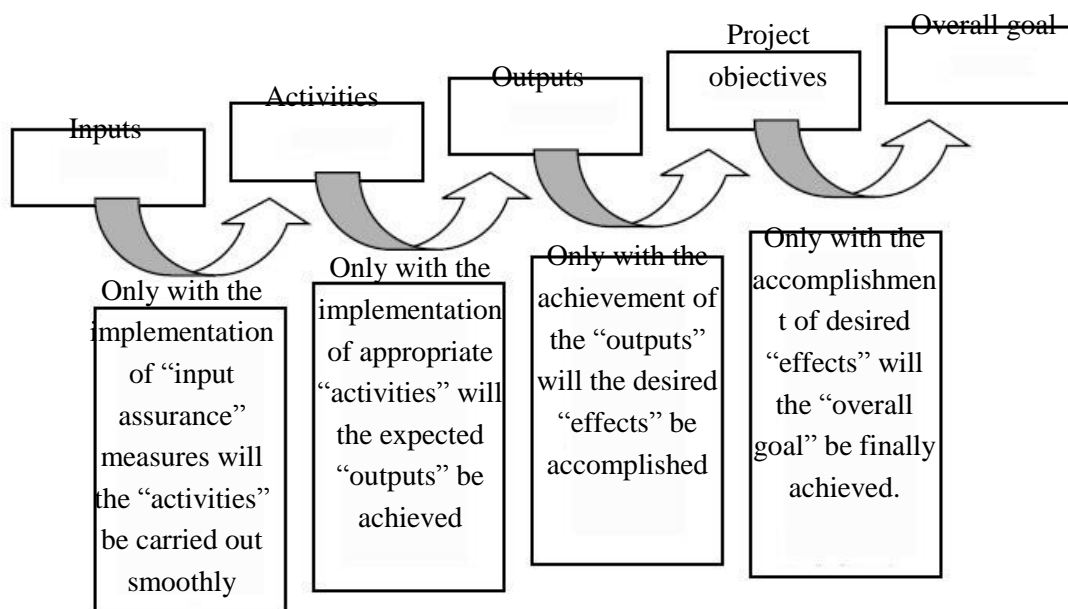 Inputs
Activities
Outputs
Project
objectives
Overall goal
Only with the
implementation
of “input
assurance”
measures will
the “activities”
be carried out
smoothly
Only with the
implementation
of appropriate
“activities” will
the expected
“outputs” be
achieved
Only with the
achievement of
the “outputs”
will the desired
“effects” be
accomplished
Only with the
accomplishmen
t of desired
“effects” will
the “overall
goal” be finally
achieved.